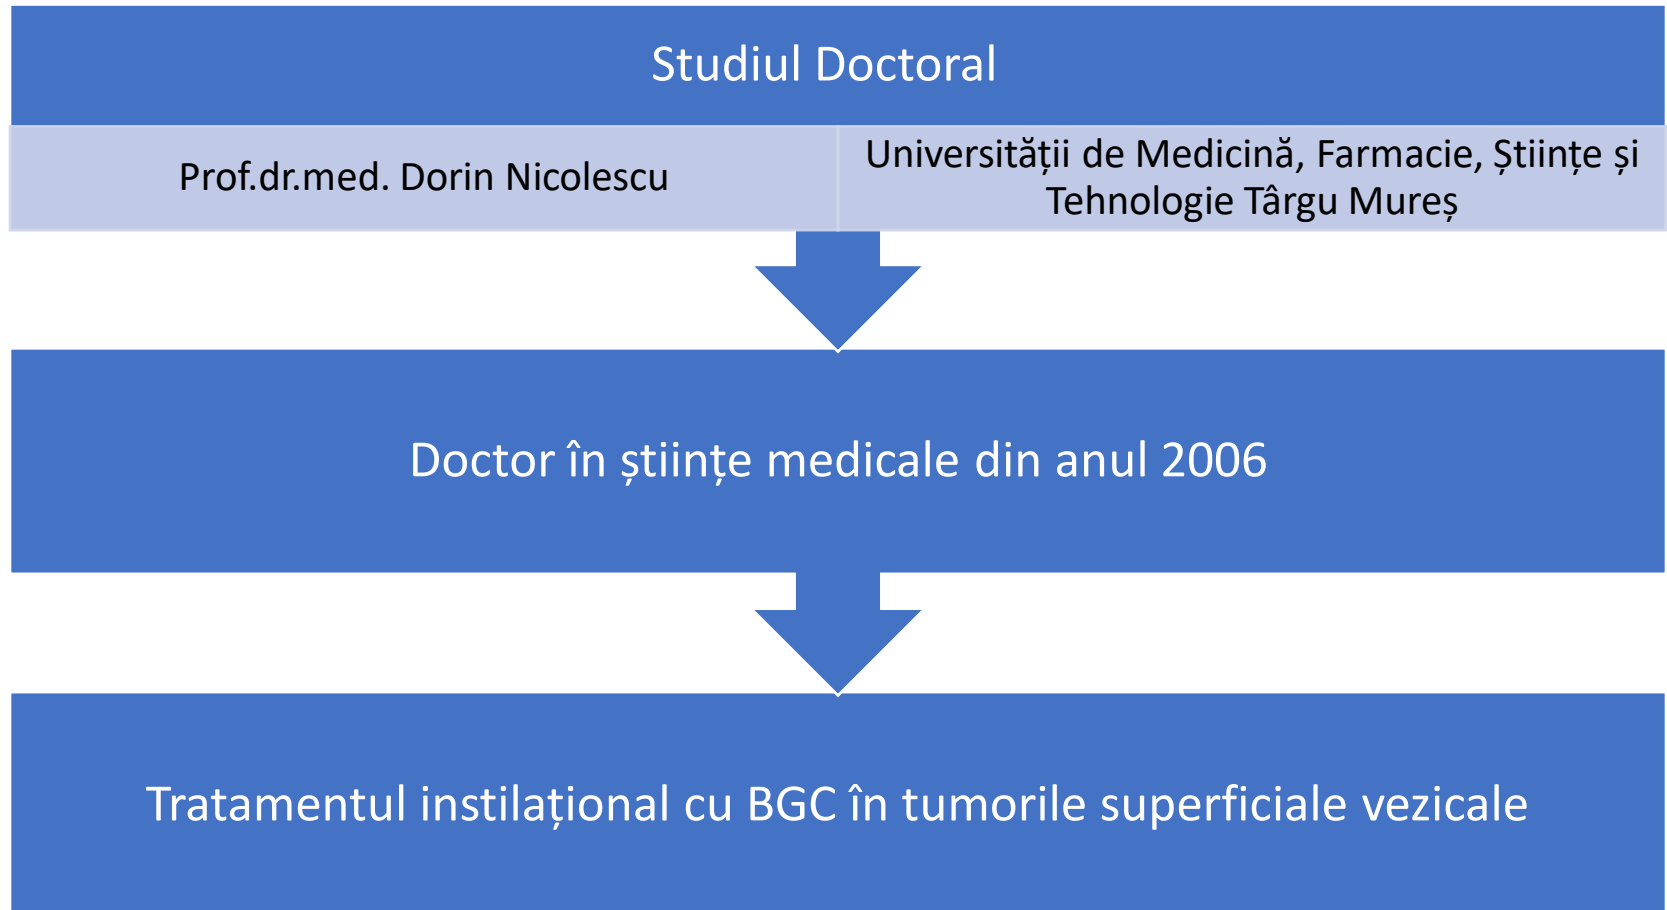 Studiul Doctoral
Prof.dr.med. Dorin Nicolescu
Universității de Medicină, Farmacie, Științe și
Tehnologie Târgu Mureș
Doctor în științe medicale din anul 2006
Tratamentul instilațional cu BGC în tumorile superficiale vezicale